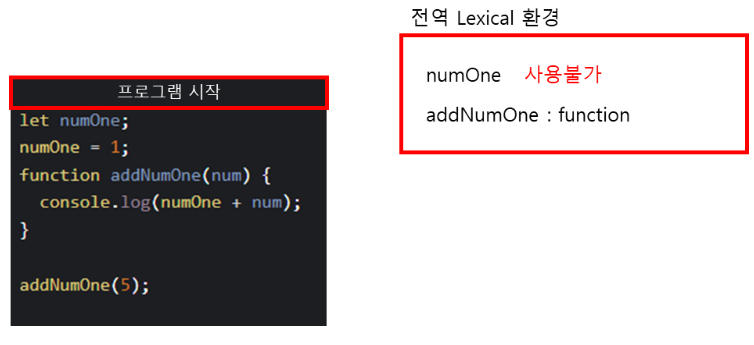 전역 Lexical 환경
numOne 사용불가
addNumOne : function
프로그램 시작
let numOne;
numOne = 1;
function addNumOne(num) {
  console.log(numOne + num);
}
addNumOne(5);